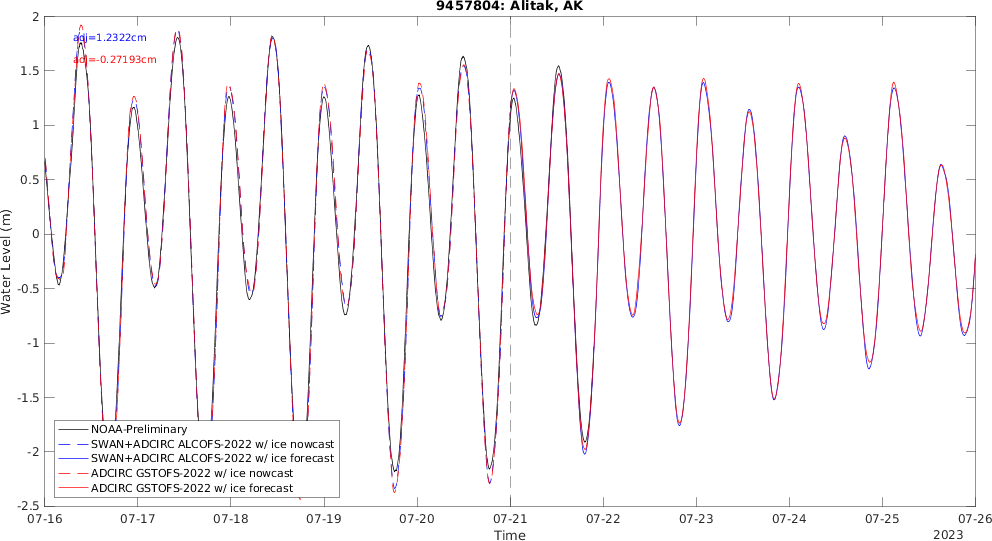 9457804: Alitak, AK
adj=1.2322cm
adj=-0.27193cm
2
1.5
1
0.5
0
-0.5
-1
-1.5
-2
-2.5
Water Level (m)
NOAA-Preliminary
SWAN+ADCIRC ALCOFS-2022 w/ ice nowcast
SWAN+ADCIRC ALCOFS-2022 w/ ice forecast
ADCIRC GSTOFS-2022 w/ ice nowcast
ADCIRC GSTOFS-2022 w/ ice forecast
07-16 07-17 07-18 07-19 07-20 07-21 07-22 07-23 07-24 07-25 07-26
Time
2023